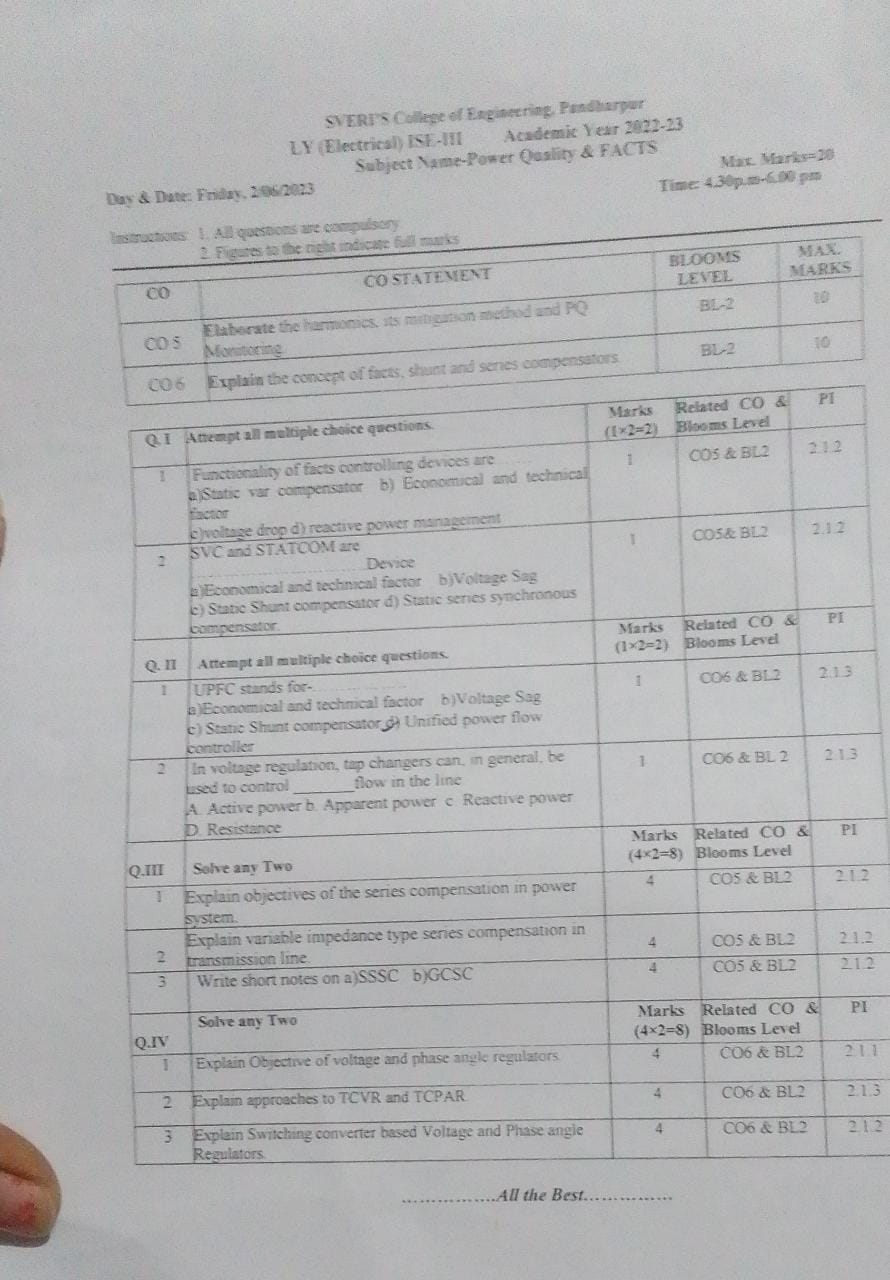 SVERI'S College of Engineering, Pandharpur
LY (Electrical) ISE-III Academic Year 2022-23
Subject Name-Power Quality & FACTS
Max. Marks=20
Day & Date: Friday, 2/06/2023 Time: 4.30p.m-6.00 pm
Instructions: 1. All questions are compulsory
2. Figures to the right indicate full marks
CO CO STATEMENT BLOOMS LEVEL MAX. MARKS
CO 5 Elaborate the harmonics, its mitigation method and PQ Monitoring BL-2 10
CO 6 Explain the concept of facts, shunt and series compensators. BL-2 10
Q. I Attempt all multiple choice questions. Marks (1×2=2) Related CO & Blooms Level PI
1 Functionality of facts controlling devices are........ 1 CO5 & BL2 2.1.2
a)Static var compensator b) Economical and technical
factor
c)voltage drop d) reactive power management
2 SVC and STATCOM are 1 CO5& BL2 2.1.2
..............................Device
a)Economical and technical factor b)Voltage Sag
c) Static Shunt compensator d) Static series synchronous
compensator.
Q. II Attempt all multiple choice questions. Marks (1×2=2) Related CO & Blooms Level PI
1 UPFC stands for-.................. 1 CO6 & BL2 2.1.3
a)Economical and technical factor b)Voltage Sag
c) Static Shunt compensator d) Unified power flow
controller
2 In voltage regulation, tap changers can, in general, be 1 CO6 & BL 2 2.1.3
used to control _______flow in the line
A. Active power b. Apparent power c Reactive power
D. Resistance
Q.III Solve any Two Marks (4×2=8) Related CO & Blooms Level PI
1 Explain objectives of the series compensation in power 4 CO5 & BL2 2.1.2
system.
2 Explain variable impedance type series compensation in 4 CO5 & BL2 2.1.2
transmission line.
3 Write short notes on a)SSSC b)GCSC 4 CO5 & BL2 2.1.2
Q.IV Solve any Two Marks (4×2=8) Related CO & Blooms Level PI
1 Explain Objective of voltage and phase angle regulators. 4 CO6 & BL2 2.1.1
2 Explain approaches to TCVR and TCPAR 4 CO6 & BL2 2.1.3
3 Explain Switching converter based Voltage and Phase angle 4 CO6 & BL2 2.1.2
Regulators.
................All the Best...............